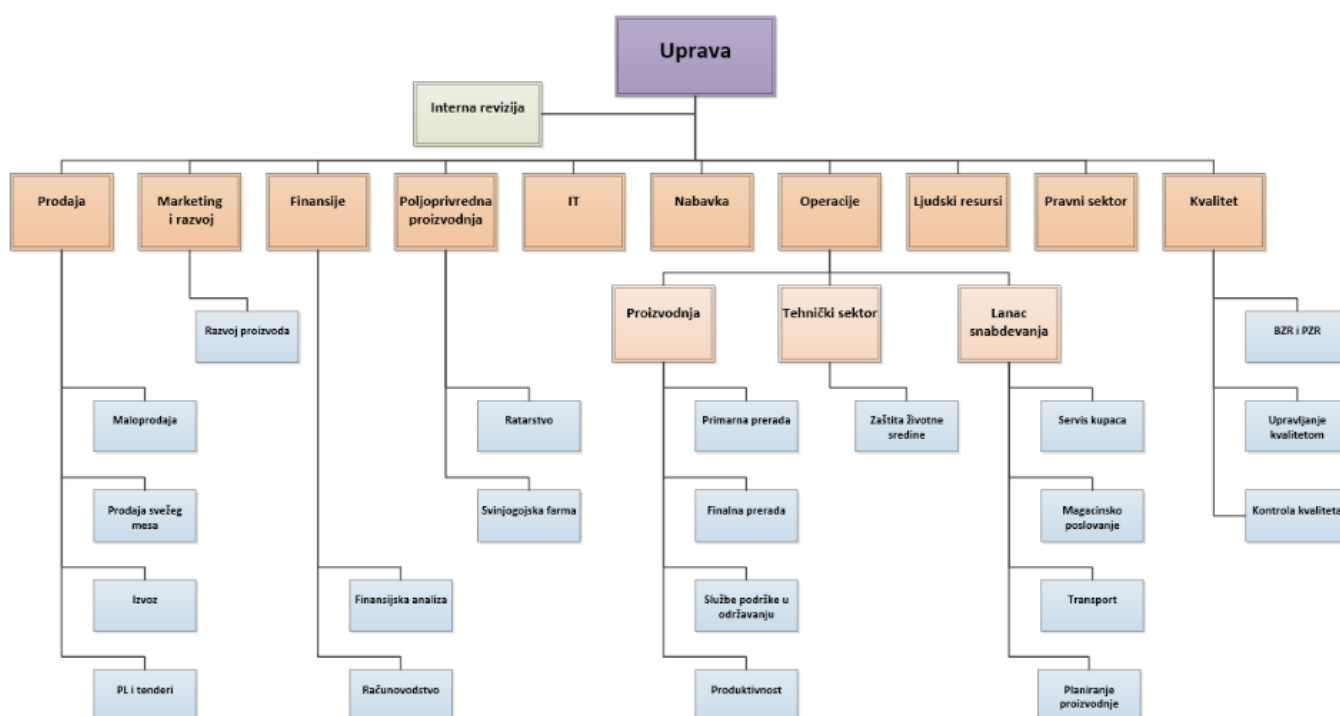 Uprava
Interna revizija
Prodaja
Marketing
i razvoj
Finansije
Poljoprivredna
proizvodnja
IT
Nabavka
Operacije
Ljudski resursi
Pravni sektor
Kvalitet
Proizvodnja
Tehnički sektor
Lanac
snabdevanja
Razvoj proizvoda
BZR i PZR
Maloprodaja
Ratarstvo
Primarna prerada
Zaštita životne
sredine
Servis kupaca
Upravljanje
kvalitetom
Prodaja svežeg
mesa
Svinjogojska farma
Finalna prerada
Magacinsko
poslovanje
Kontrola kvaliteta
Izvoz
Finansijska analiza
Službe podrške u
održavanju
Transport
PL i tenderi
Računovodstvo
Produktivnost
Planiranje
proizvodnje